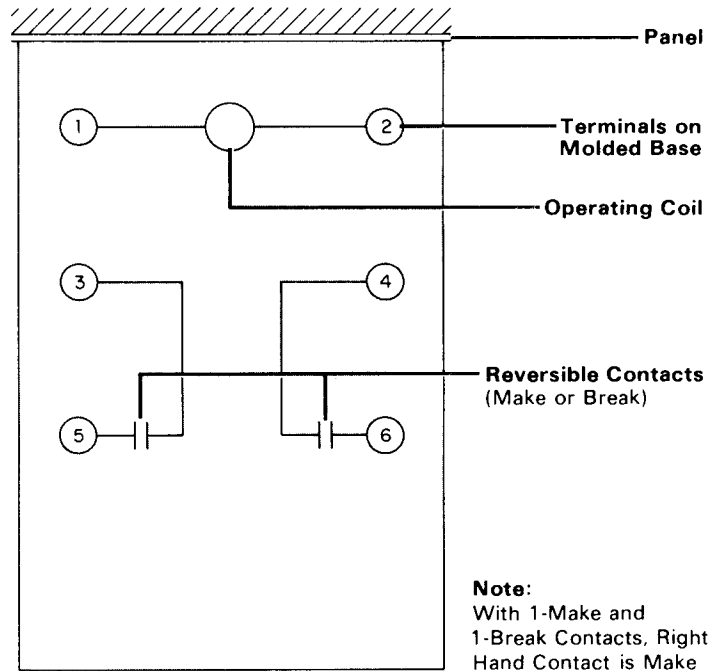 Panel
1
2
Terminals on
Molded Base
Operating Coil
3
4
Reversible Contacts
(Make or Break)
5
6
Note:
With 1-Make and
1-Break Contacts, Right
Hand Contact is Make